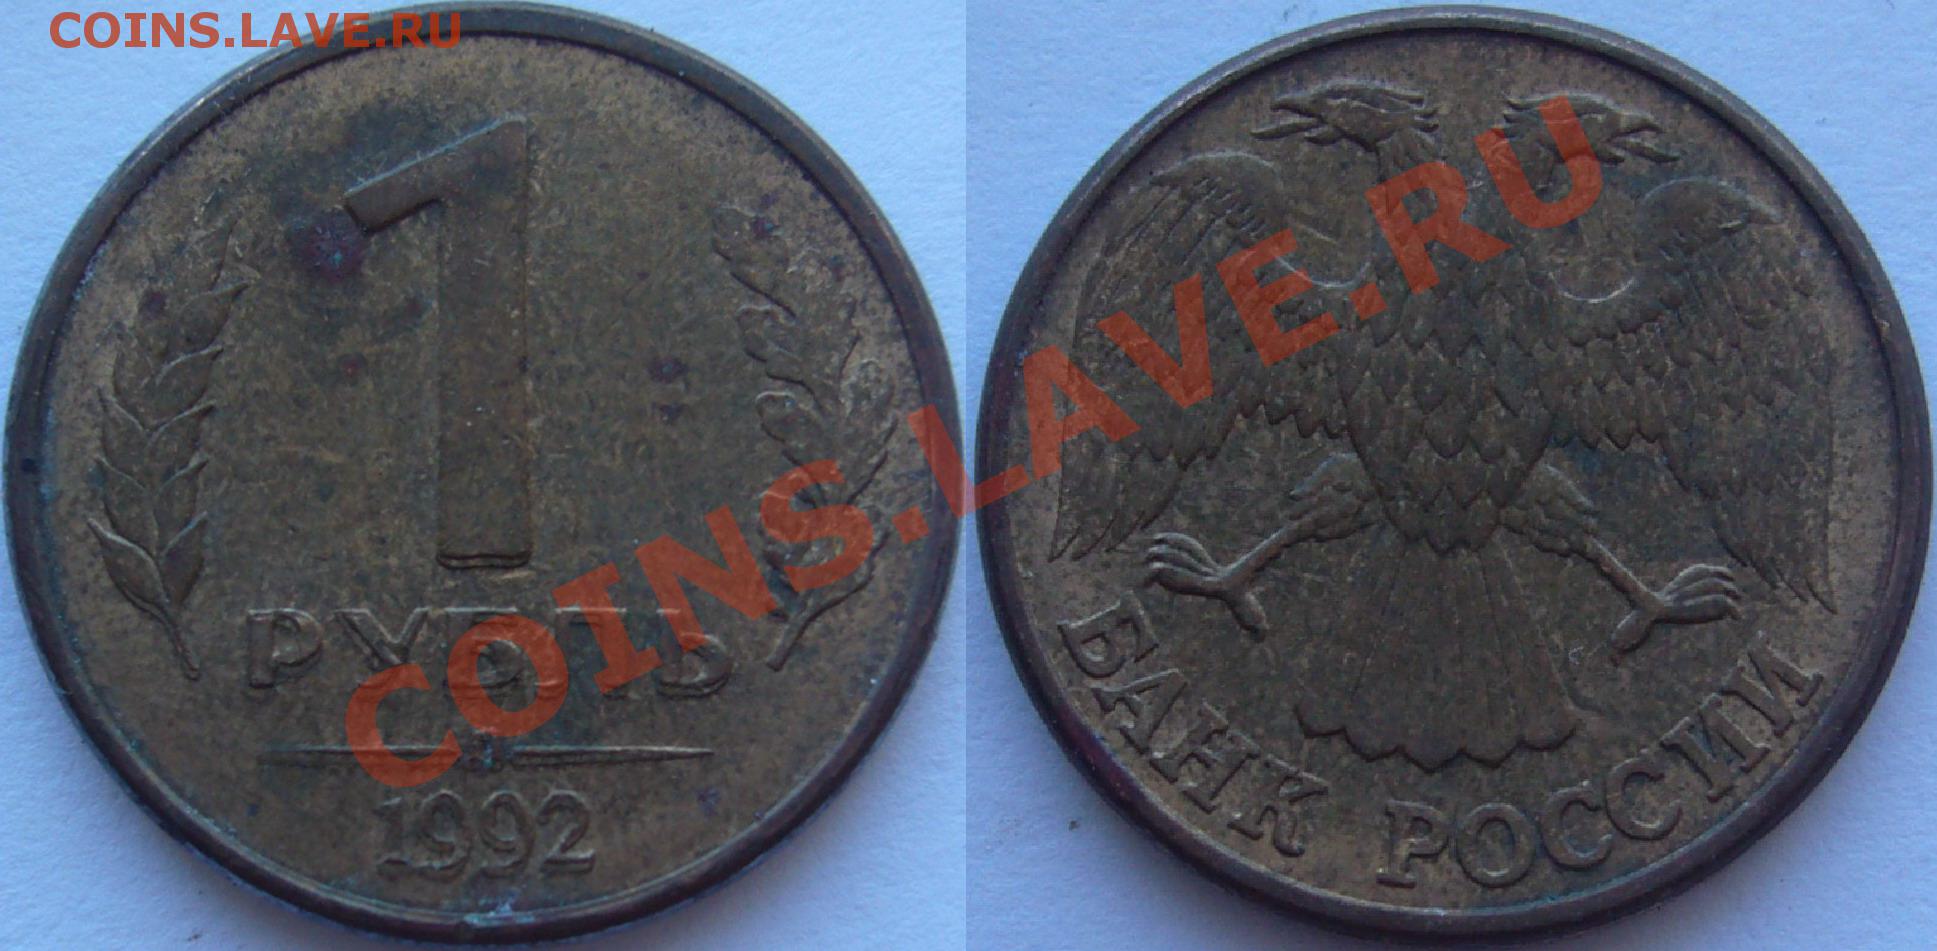 COINS.LAVE.RU
1
РУБЛЬ
1992
БАНК РОССИИ
COINS.LAVE.RU